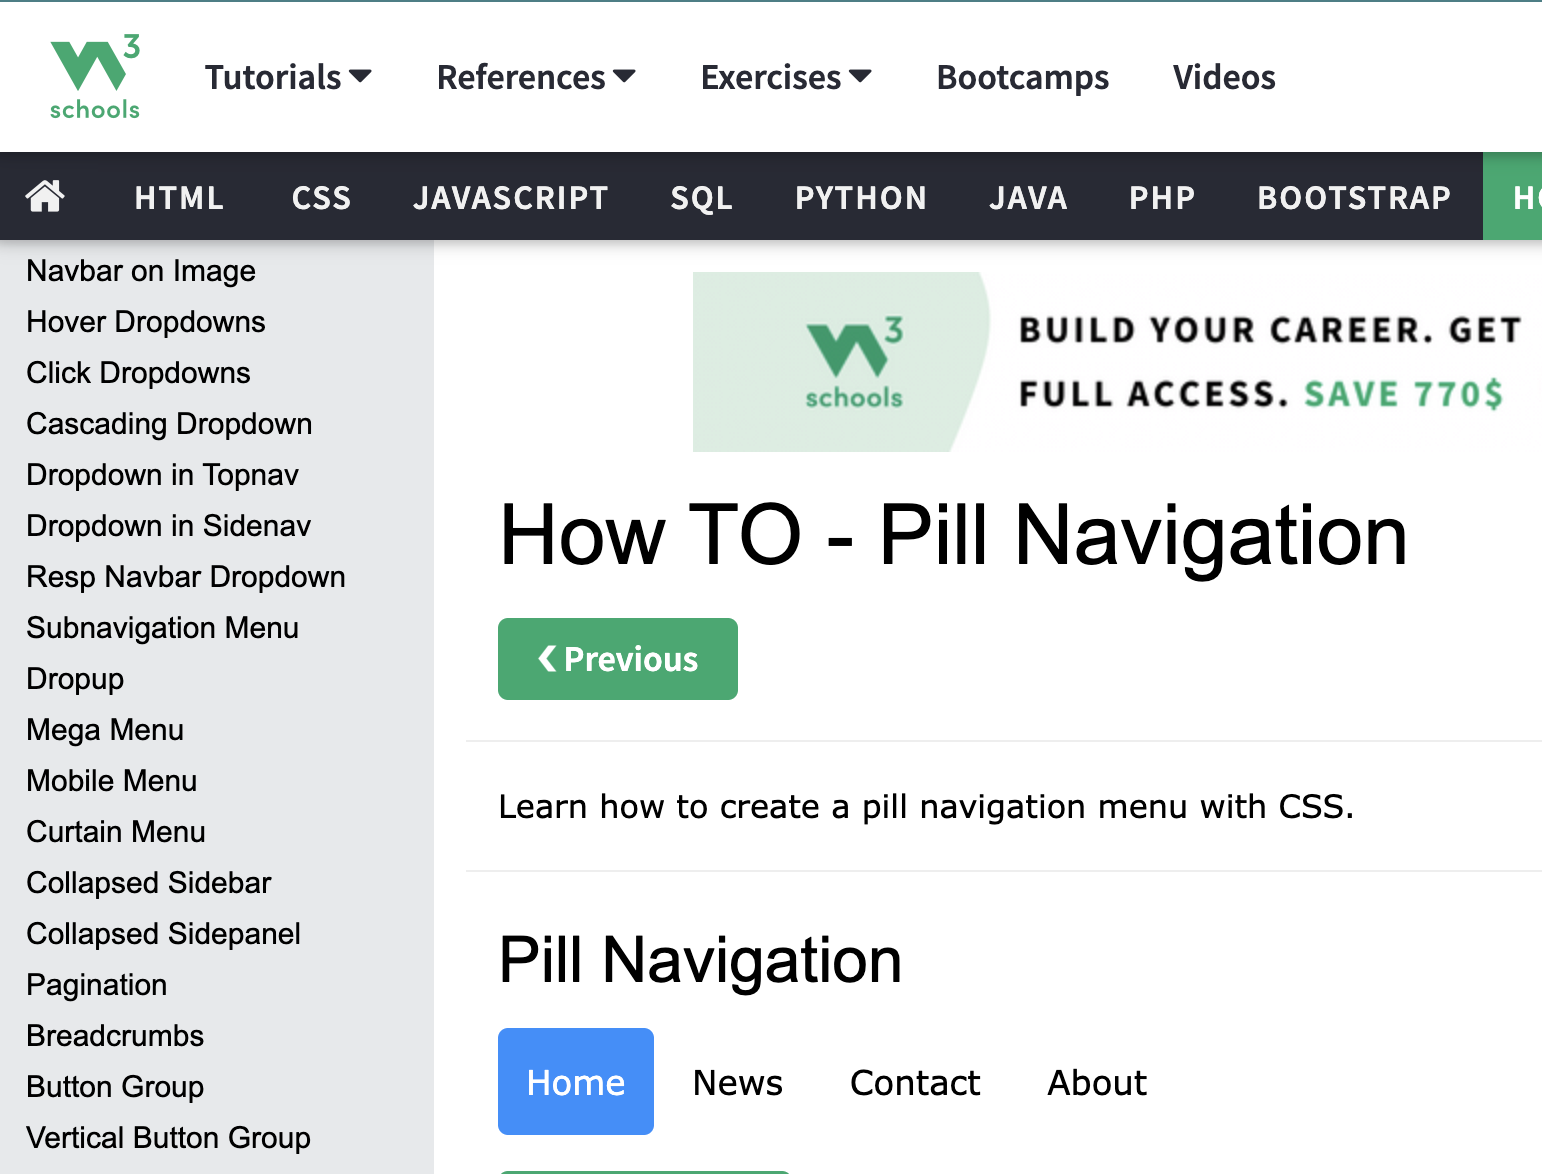 3
schools
Tutorials References Exercises Bootcamps Videos
HTML CSS JAVASCRIPT SQL PYTHON JAVA PHP BOOTSTRAP
Navbar on Image
Hover Dropdowns
Click Dropdowns
Cascading Dropdown
Dropdown in Topnav
Dropdown in Sidenav
Resp Navbar Dropdown
Subnavigation Menu
Dropup
Mega Menu
Mobile Menu
Curtain Menu
Collapsed Sidebar
Collapsed Sidepanel
Pagination
Breadcrumbs
Button Group
Vertical Button Group
3
schools
BUILD YOUR CAREER. GET
FULL ACCESS. SAVE 770$
How TO - Pill Navigation
❮ Previous
Learn how to create a pill navigation menu with CSS.
Pill Navigation
Home News Contact About